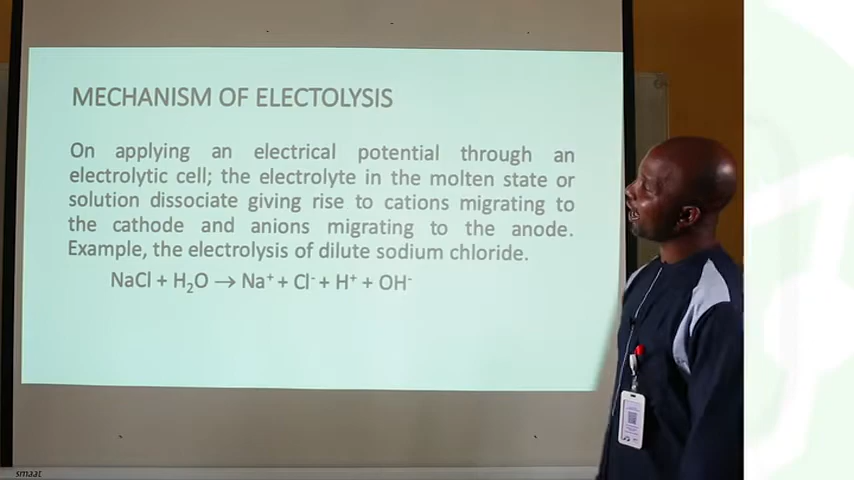 MECHANISM OF ELECTOLYSIS
On applying an electrical potential through an
electrolytic cell; the electrolyte in the molten state or
solution dissociate giving rise to cations migrating to
the cathode and anions migrating to the anode.
Example, the electrolysis of dilute sodium chloride.
NaCl + H₂O → Na⁺ + Cl⁻ + H⁺ + OH⁻
smaat